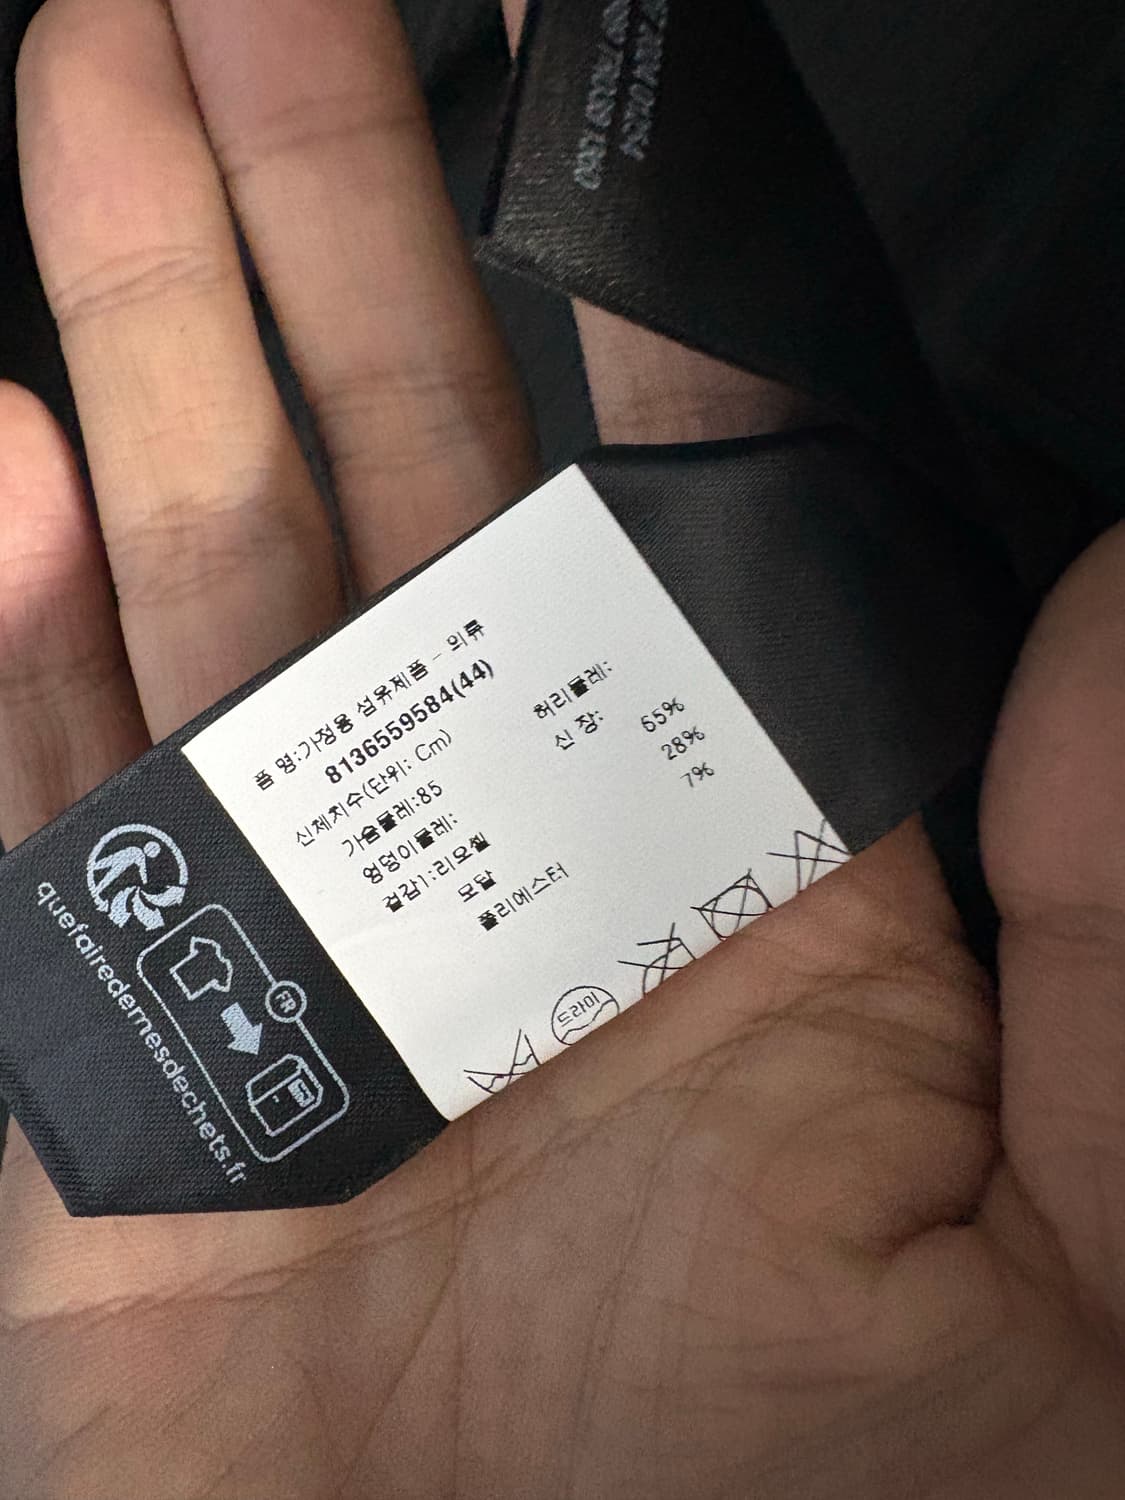 품 명:가정용 섬유제품 - 의류
8136559584(44)
신체치수(단위: Cm)
가슴둘레:85 허리둘레:
엉덩이둘레: 신 장:
겉감1:리오셀 65%
모달 28%
폴리에스터 7%
드라이
FR
quefairedemesdechets.fr